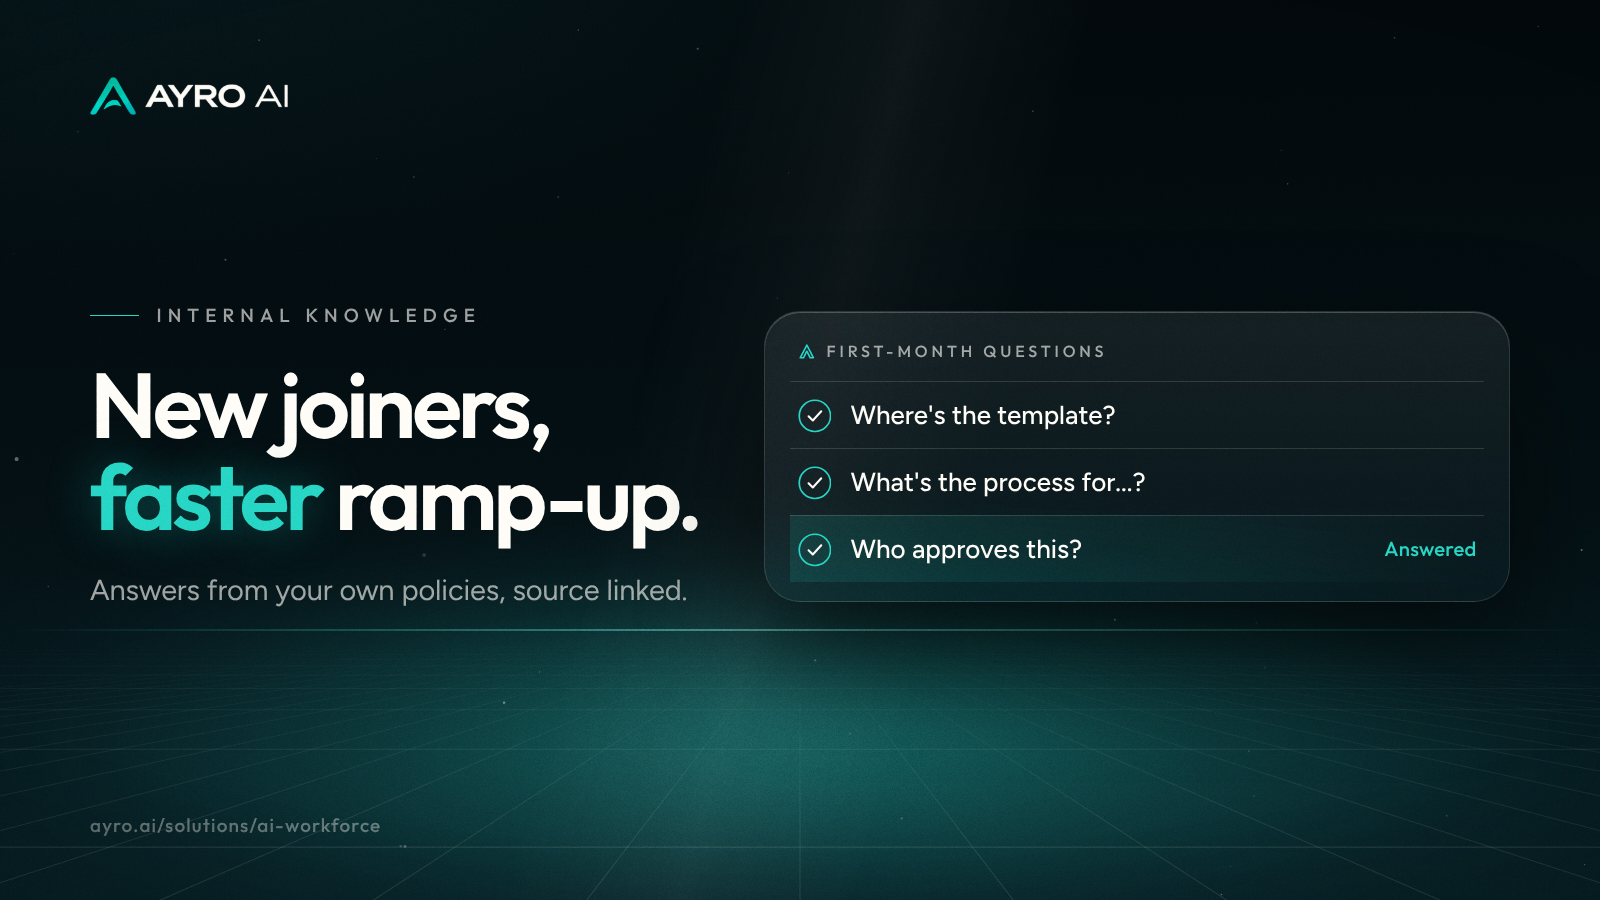 AYRO AI
INTERNAL KNOWLEDGE
New joiners,
faster ramp-up.
Answers from your own policies, source linked.
FIRST-MONTH QUESTIONS
Where's the template?
What's the process for...?
Who approves this?
Answered
ayro.ai/solutions/ai-workforce